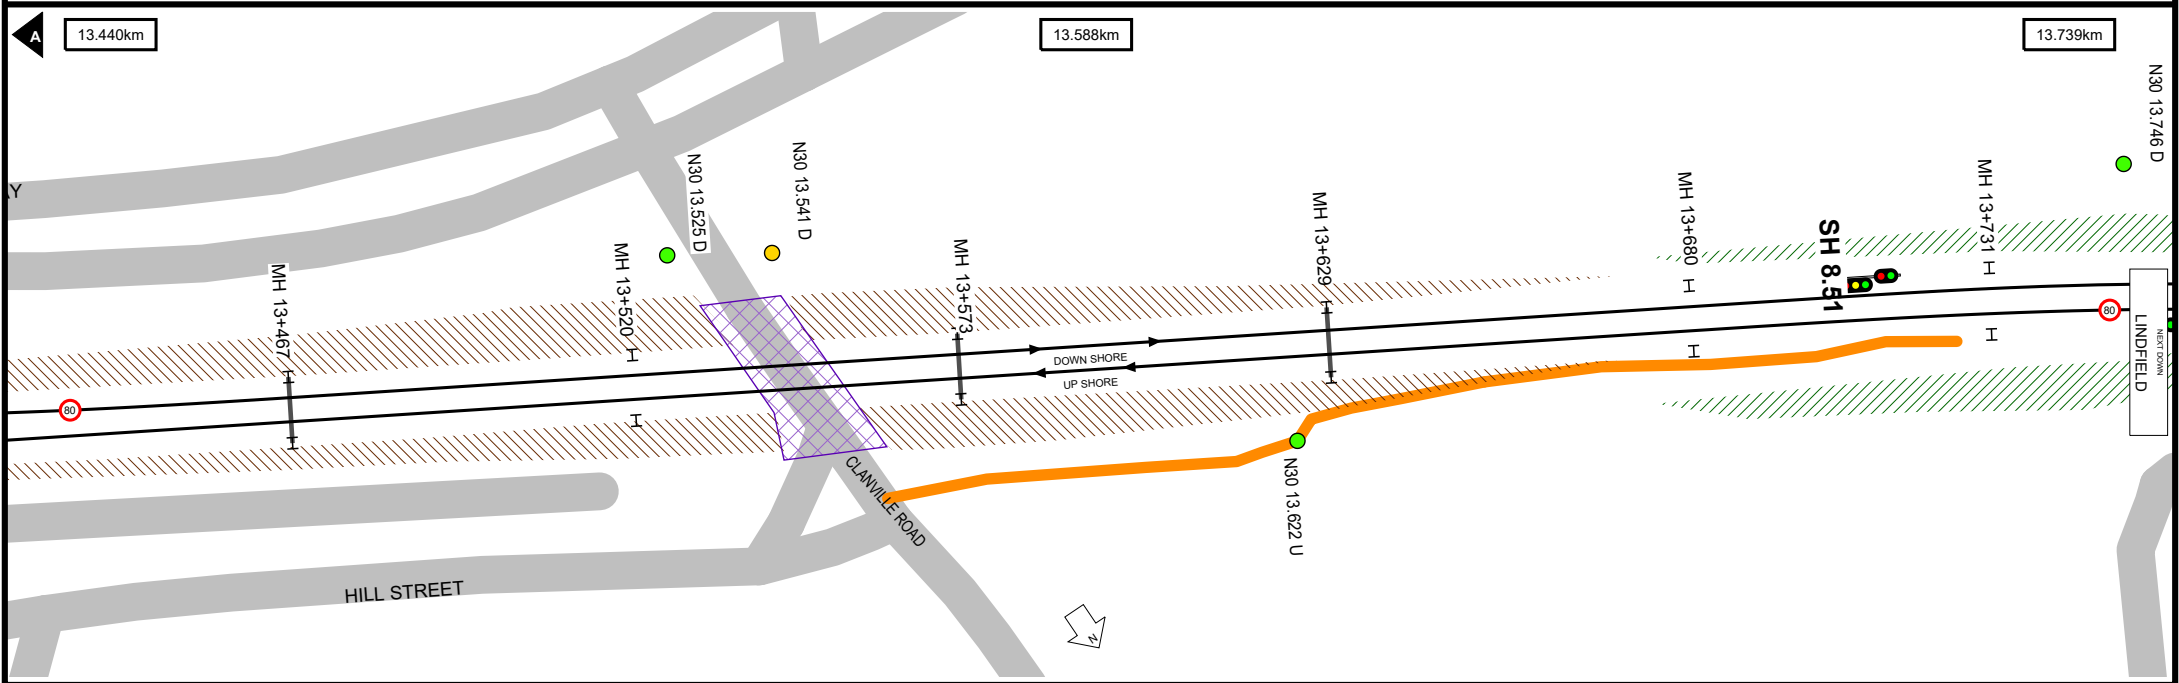 A
13.440km
13.588km
13.739km
N30 13.746 D
N30 13.541 D
N30 13.525 D
MH 13+731
MH 13+680
MH 13+629
SH 8.51
MH 13+573
MH 13+520
MH 13+467
AY
80
80
DOWN SHORE
UP SHORE
LINDFIELD
NEXT DOWN
CLANVILLE ROAD
N30 13.622 U
HILL STREET
N